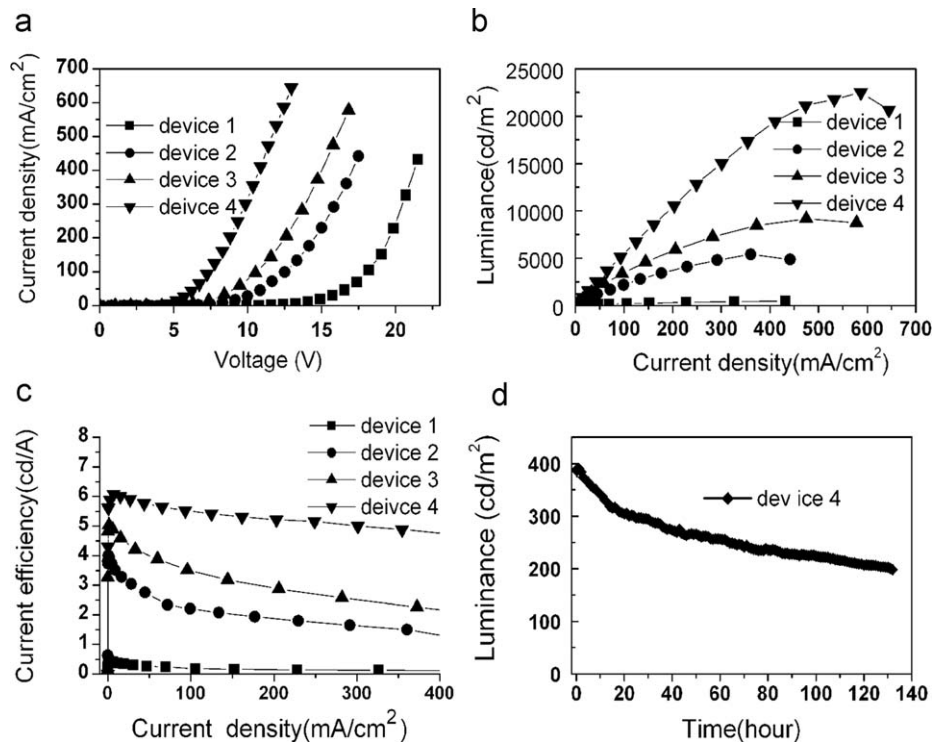 a
Current density(mA/cm²)
700
600
500
400
300
200
100
0
device 1
device 2
device 3
deivce 4
0
5
10
15
20
Voltage (V)
b
Luminance(cd/m²)
25000
20000
15000
10000
5000
0
device 1
device 2
device 3
deivce 4
0 100 200 300 400 500 600 700
Current density(mA/cm²)
c
Current efficiency(cd/A)
8
7
6
5
4
3
2
1
0
device 1
device 2
device 3
deivce 4
0 100 200 300 400
Current density(mA/cm²)
d
Luminance (cd/m²)
400
300
200
100
0
dev ice 4
0 20 40 60 80 100 120 140
Time(hour)